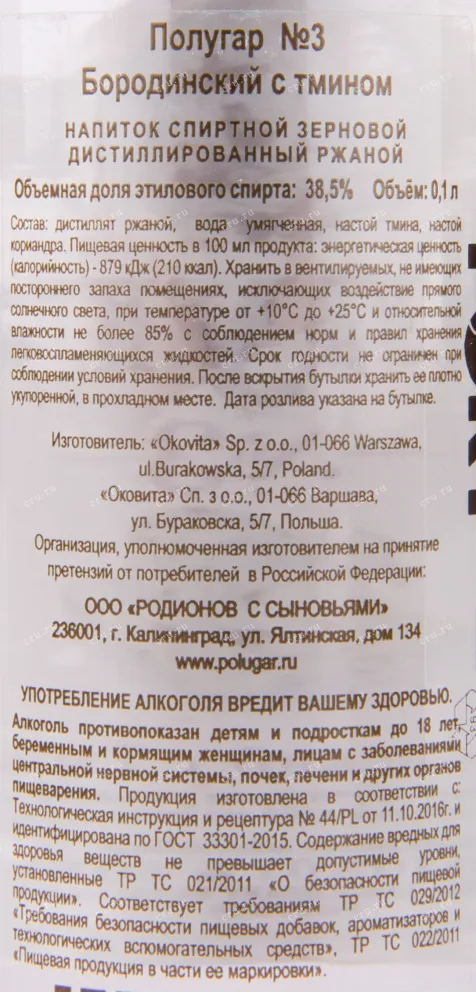 Полугар №3
Бородинский с тмином
НАПИТОК СПИРТНОЙ ЗЕРНОВОЙ
ДИСТИЛЛИРОВАННЫЙ РЖАНОЙ
Объемная доля этилового спирта: 38,5% Объём: 0,1 л
Состав: дистиллят ржаной, вода умягченная, настой тмина, настой
кориандра. Пищевая ценность в 100 мл продукта: энергетическая ценность
(калорийность) - 879 кДж (210 ккал). Хранить в вентилируемых, не имеющих
постороннего запаха помещениях, исключающих воздействие прямого
солнечного света, при температуре от +10°С до +25°С и относительной
влажности не более 85% с соблюдением норм и правил хранения
легковоспламеняющихся жидкостей. Срок годности не ограничен при
соблюдении условий хранения. После вскрытия бутылки хранить ее плотно
укупоренной, в прохладном месте. Дата розлива указана на бутылке.
Изготовитель: «Okovita» Sp. z o.o., 01-066 Warszawa,
ul.Burakowska, 5/7, Poland.
«Оковита» Сп. з о.о., 01-066 Варшава,
ул. Бураковска, 5/7, Польша.
Организация, уполномоченная изготовителем на принятие
претензий от потребителей в Российской Федерации:
ООО «РОДИОНОВ С СЫНОВЬЯМИ»
236001, г. Калининград, ул. Ялтинская, дом 134
www.polugar.ru
УПОТРЕБЛЕНИЕ АЛКОГОЛЯ ВРЕДИТ ВАШЕМУ ЗДОРОВЬЮ.
Алкоголь противопоказан детям и подросткам до 18 лет,
беременным и кормящим женщинам, лицам с заболеваниями
центральной нервной системы, почек, печени и других органов
пищеварения. Продукция изготовлена в соответствии с:
Технологическая инструкция и рецептура № 44/PL от 11.10.2016г. и
идентифицирована по ГОСТ 33301-2015. Содержание вредных для
здоровья веществ не превышает допустимые уровни,
установленные ТР ТС 021/2011 «О безопасности пищевой
продукции». Соответствует требованиям ТР ТС 029/2012
«Требования безопасности пищевых добавок, ароматизаторов и
технологических вспомогательных средств», ТР ТС 022/2011
«Пищевая продукция в части ее маркировки».